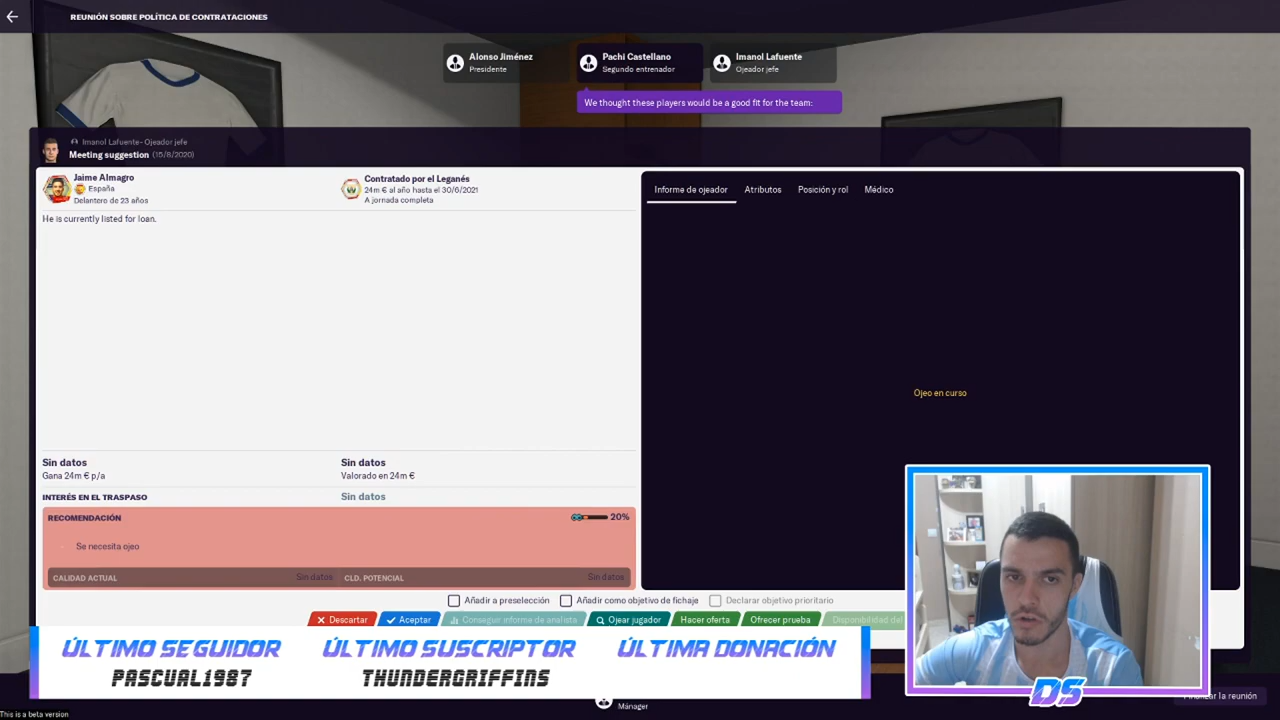 REUNIÓN SOBRE POLÍTICA DE CONTRATACIONES
Alonso Jiménez
Presidente
Pachi Castellano
Segundo entrenador
Imanol Lafuente
Ojeador jefe
We thought these players would be a good fit for the team:
Imanol Lafuente- Ojeador jefe
Meeting suggestion (15/8/2020)
Jaime Almagro
España
Delantero de 23 años
Contratado por el Leganés
24m € al año hasta el 30/6/2021
A jornada completa
He is currently listed for loan.
Informe de ojeador
Atributos
Posición y rol
Médico
Ojeo en curso
Sin datos
Gana 24m € p/a
Sin datos
Valorado en 24m €
INTERÉS EN EL TRASPASO
Sin datos
RECOMENDACIÓN
20%
Se necesita ojeo
CALIDAD ACTUAL
Sin datos
CLD. POTENCIAL
Sin datos
Añadir a preselección
Añadir como objetivo de fichaje
Declarar objetivo prioritario
Descartar
Aceptar
Conseguir informe de analista
Ojear jugador
Hacer oferta
Ofrecer prueba
Disponibilidad del
ÚLTIMO SEGUIDOR
PASCUAL1987
ÚLTIMO SUSCRIPTOR
THUNDERGRIFFINS
ÚLTIMA DONACIÓN
DS
Mánager
la reunión
This is a beta version